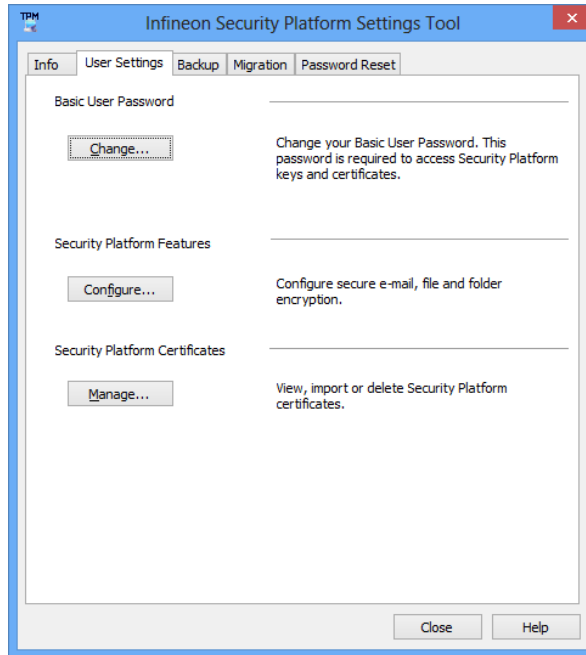 TPM
Infineon Security Platform Settings Tool
x
Info User Settings Backup Migration Password Reset
Basic User Password
Change...
Change your Basic User Password. This
password is required to access Security Platform
keys and certificates.
Security Platform Features
Configure...
Configure secure e-mail, file and folder
encryption.
Security Platform Certificates
Manage...
View, import or delete Security Platform
certificates.
Close Help